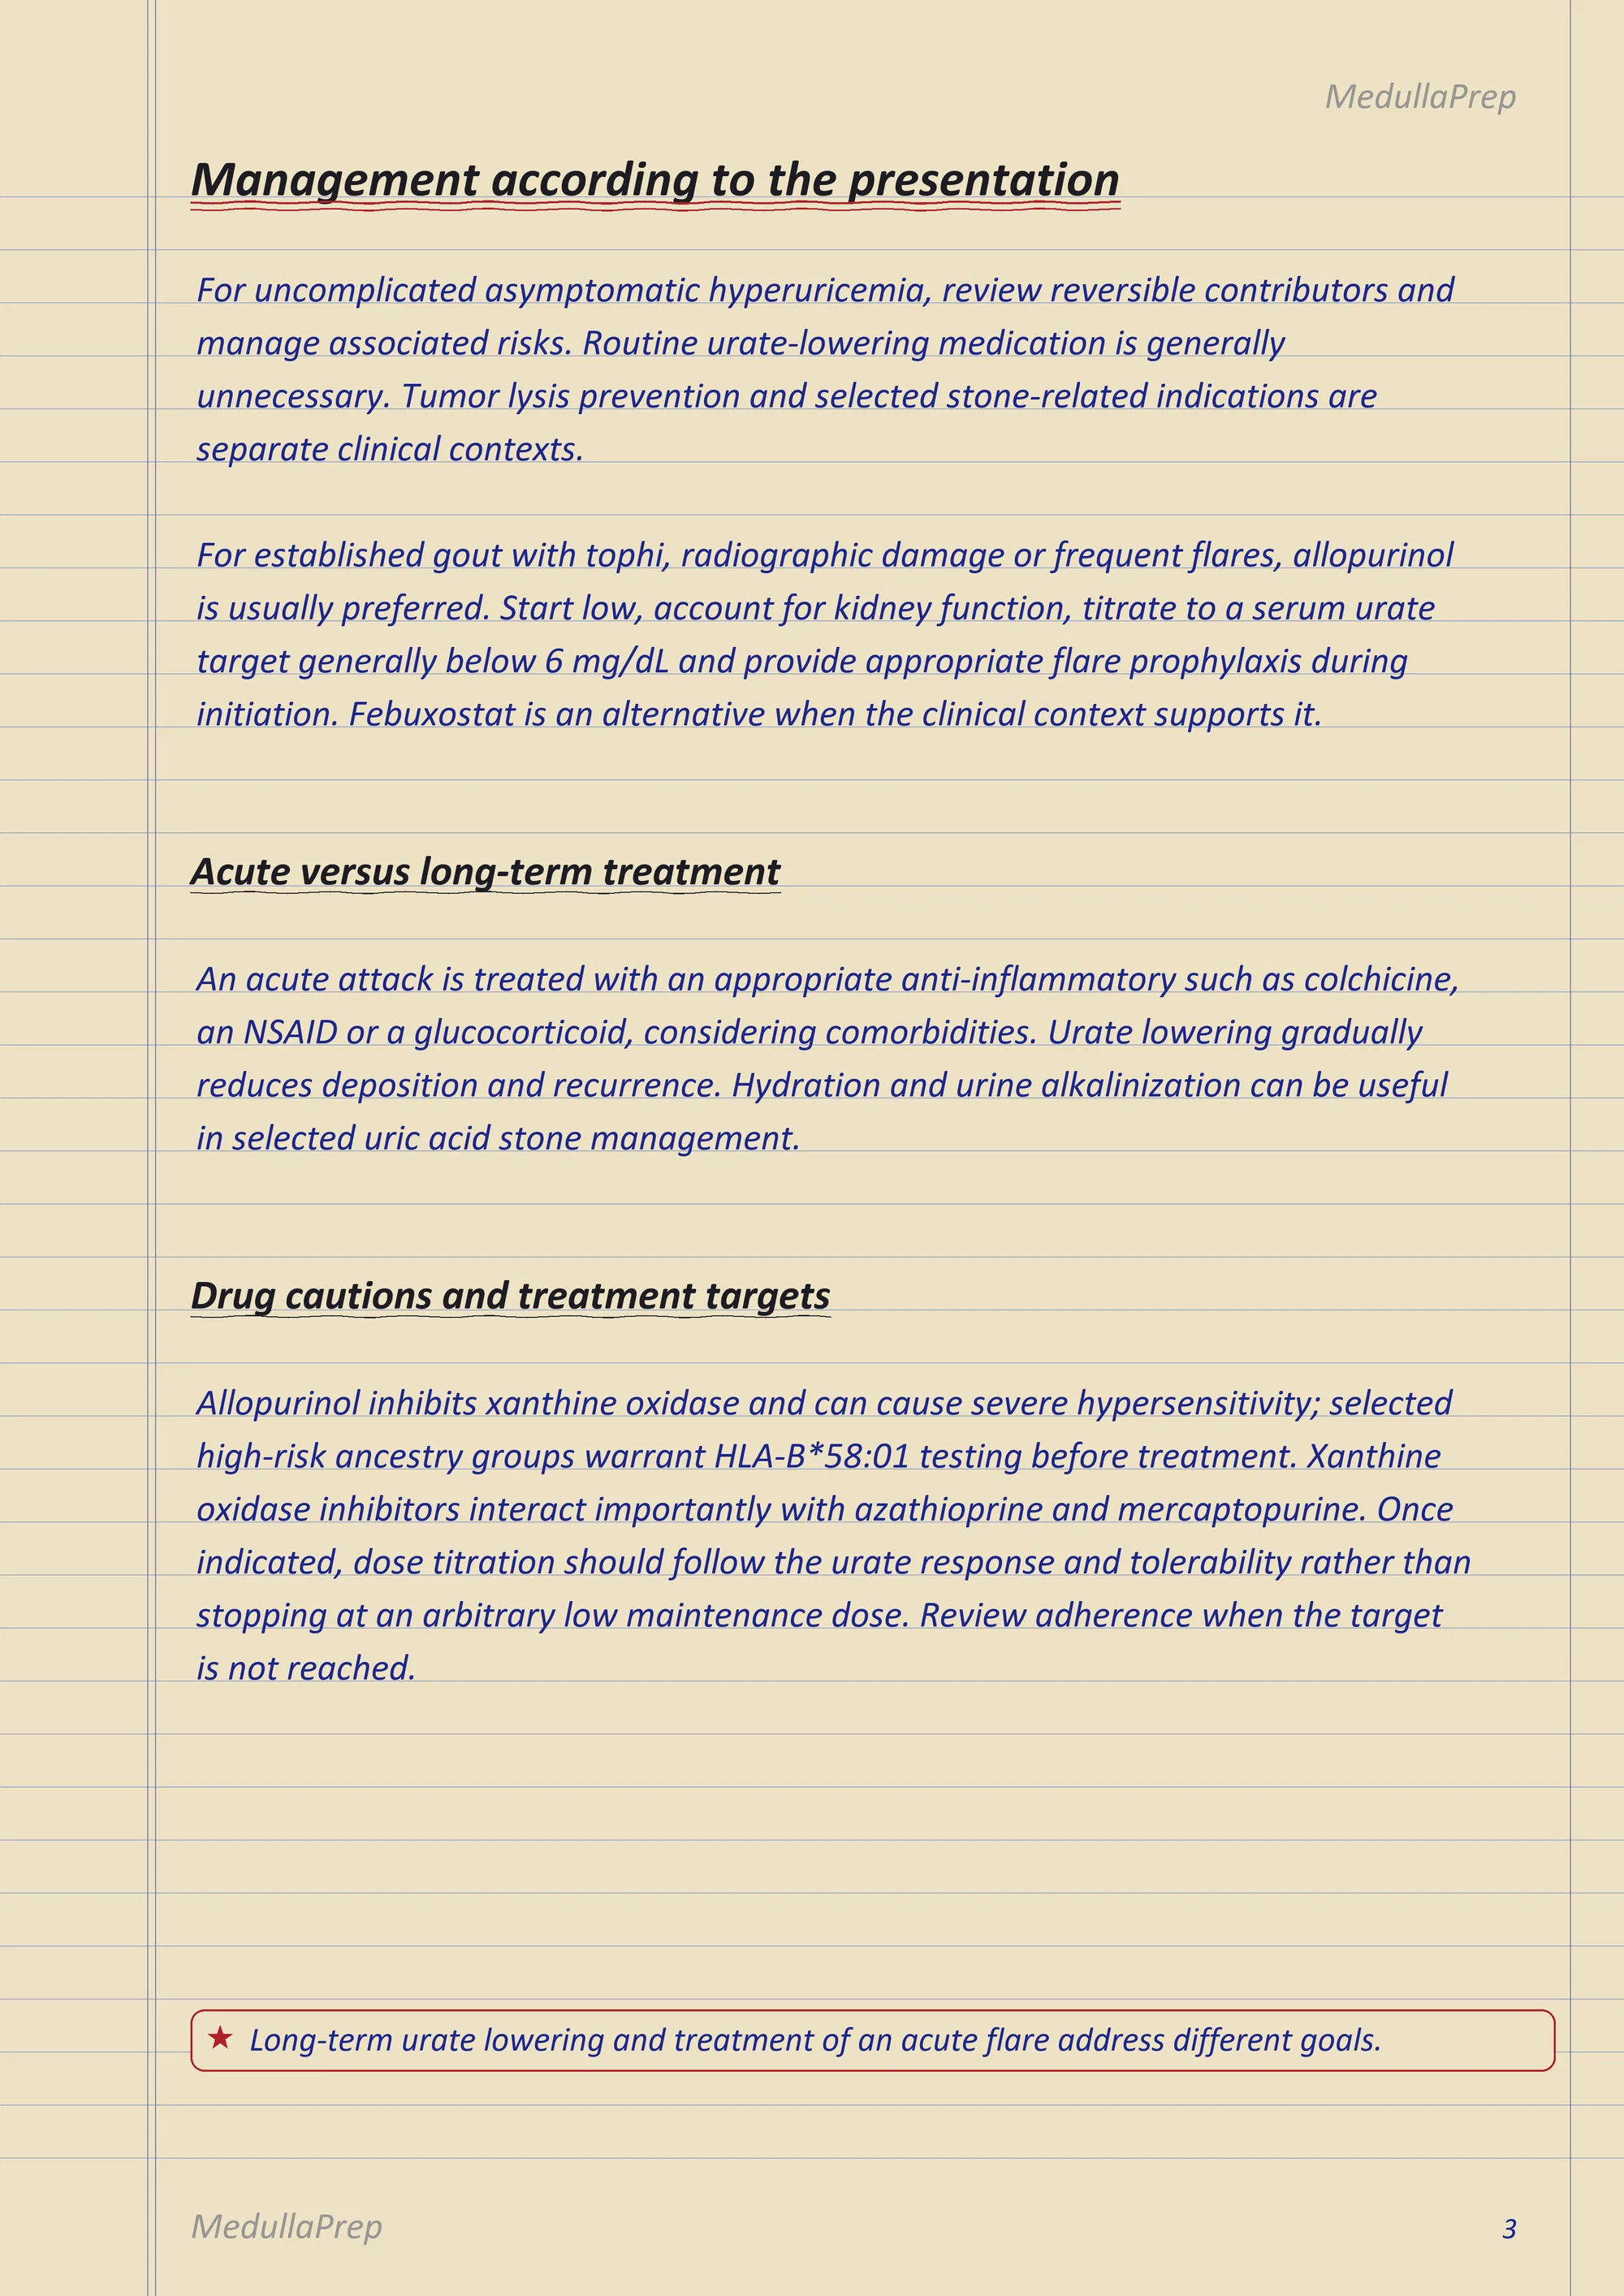 MedullaPrep
Management according to the presentation
For uncomplicated asymptomatic hyperuricemia, review reversible contributors and
manage associated risks. Routine urate-lowering medication is generally
unnecessary. Tumor lysis prevention and selected stone-related indications are
separate clinical contexts.
For established gout with tophi, radiographic damage or frequent flares, allopurinol
is usually preferred. Start low, account for kidney function, titrate to a serum urate
target generally below 6 mg/dL and provide appropriate flare prophylaxis during
initiation. Febuxostat is an alternative when the clinical context supports it.
Acute versus long-term treatment
An acute attack is treated with an appropriate anti-inflammatory such as colchicine,
an NSAID or a glucocorticoid, considering comorbidities. Urate lowering gradually
reduces deposition and recurrence. Hydration and urine alkalinization can be useful
in selected uric acid stone management.
Drug cautions and treatment targets
Allopurinol inhibits xanthine oxidase and can cause severe hypersensitivity; selected
high-risk ancestry groups warrant HLA-B*58:01 testing before treatment. Xanthine
oxidase inhibitors interact importantly with azathioprine and mercaptopurine. Once
indicated, dose titration should follow the urate response and tolerability rather than
stopping at an arbitrary low maintenance dose. Review adherence when the target
is not reached.
★ Long-term urate lowering and treatment of an acute flare address different goals.
MedullaPrep
3